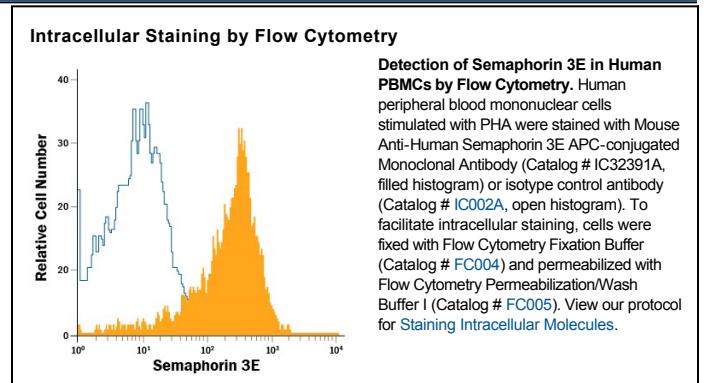 Intracellular Staining by Flow Cytometry
Relative Cell Number
40
30
20
20
0
10⁰
10¹
10²
10³
10⁴
Semaphorin 3E
Detection of Semaphorin 3E in Human
PBMCs by Flow Cytometry. Human
peripheral blood mononuclear cells
stimulated with PHA were stained with Mouse
Anti-Human Semaphorin 3E APC-conjugated
Monoclonal Antibody (Catalog # IC32391A,
filled histogram) or isotype control antibody
(Catalog # IC002A, open histogram). To
facilitate intracellular staining, cells were
fixed with Flow Cytometry Fixation Buffer
(Catalog # FC004) and permeabilized with
Flow Cytometry Permeabilization/Wash
Buffer I (Catalog # FC005). View our protocol
for Staining Intracellular Molecules.